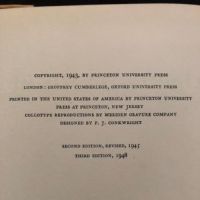 COPYRIGHT, 1943, BY PRINCETON UNIVERSITY PRESS
LONDON: GEOFFREY CUMBERLEGE, OXFORD UNIVERSITY PRESS
PRINTED IN THE UNITED STATES OF AMERICA BY PRINCETON UNIVERSITY
PRESS AT PRINCETON, NEW JERSEY
COLLOTYPE REPRODUCTIONS BY MERIDEN GRAVURE COMPANY
DESIGNED BY P. J. CONKWRIGHT
SECOND EDITION, REVISED, 1945
THIRD EDITION, 1948